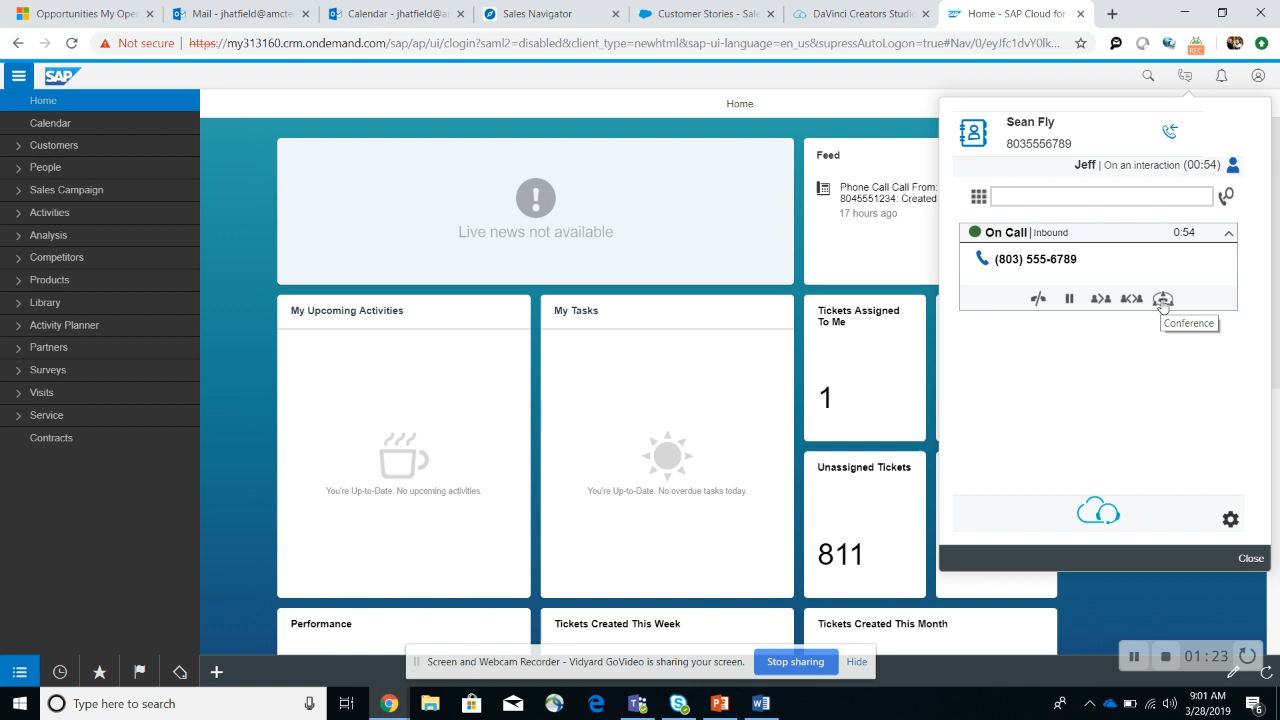 Opportunities My Open
Mail - jhatfield@amcte
Calendar - jhatfield@a
Sales Navigator
Customer Stories - Sale
DaVinci Creators Studi
Home - SAP Cloud for
Not secure | https://my313160.crm.ondemand.com/sap/ap/ui/clogin?saml2=disabled&client_type=newhtml&sap-ui-language=en_us&supressAutoLogon=true#Nav/0/eyJfc1dvY0lk...
REC
SAP
Home
Home
Calendar
Customers
People
Sales Campaign
Activities
Analysis
Competitors
Products
Library
Activity Planner
Partners
Surveys
Visits
Service
Contracts
Live news not available
Feed
Phone Call Call From:
8045551234. Created
17 hours ago
My Upcoming Activities
You're Up-to-Date. No upcoming activities.
My Tasks
You're Up-to-Date. No overdue tasks today.
Tickets Assigned
To Me
1
Unassigned Tickets
811
Performance
Tickets Created This Week
Tickets Created This Month
Sean Fly
8035556789
Jeff | On an interaction (00:54)
On Call | Inbound 0:54
(803) 555-6789
Conference
Close
Screen and Webcam Recorder - Vidyard GoVideo is sharing your screen.
Stop sharing
Hide
01:23
Type here to search
9:01 AM
3/28/2019
6